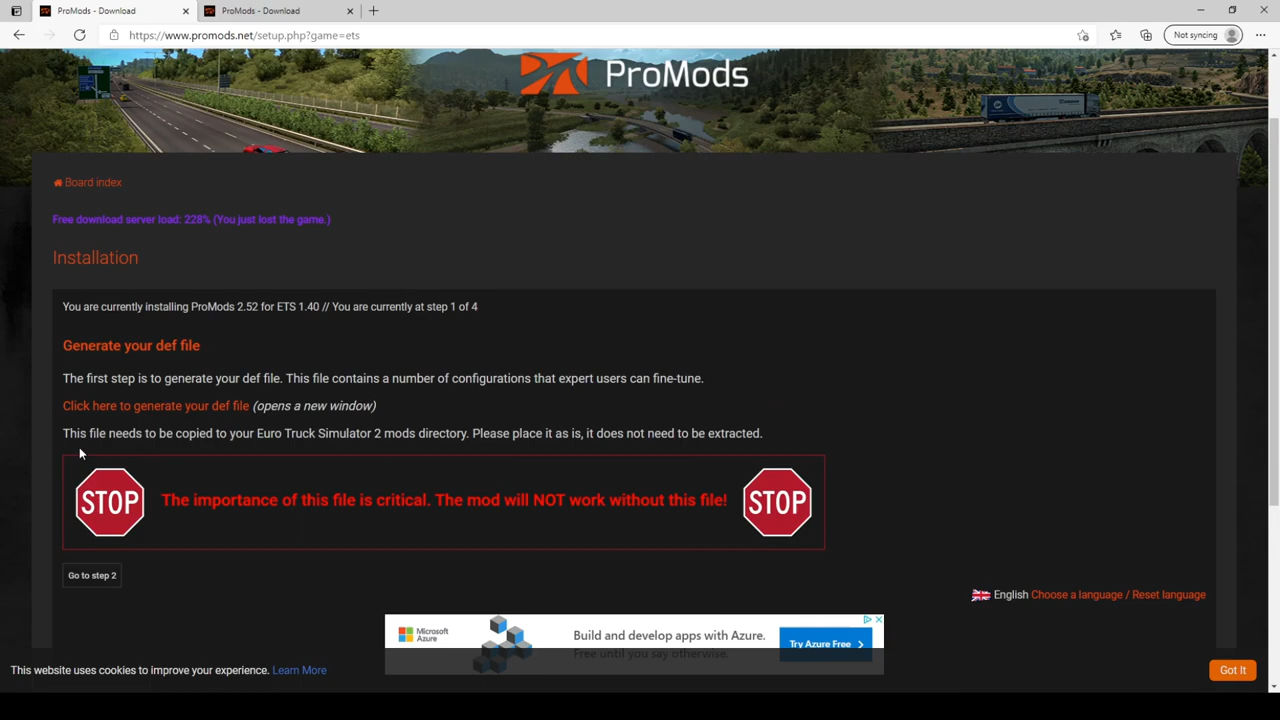 ProMods - Download
ProMods - Download
https://www.promods.net/setup.php?game=ets
Not syncing
ProMods
Board index
Free download server load: 228% (You just lost the game.)
Installation
You are currently installing ProMods 2.52 for ETS 1.40 // You are currently at step 1 of 4
Generate your def file
The first step is to generate your def file. This file contains a number of configurations that expert users can fine-tune.
Click here to generate your def file (opens a new window)
This file needs to be copied to your Euro Truck Simulator 2 mods directory. Please place it as is, it does not need to be extracted.
STOP The importance of this file is critical. The mod will NOT work without this file! STOP
Go to step 2
English Choose a language / Reset language
Microsoft
Azure
Build and develop apps with Azure.
Free until you say otherwise.
Try Azure Free >
This website uses cookies to improve your experience. Learn More
Got It